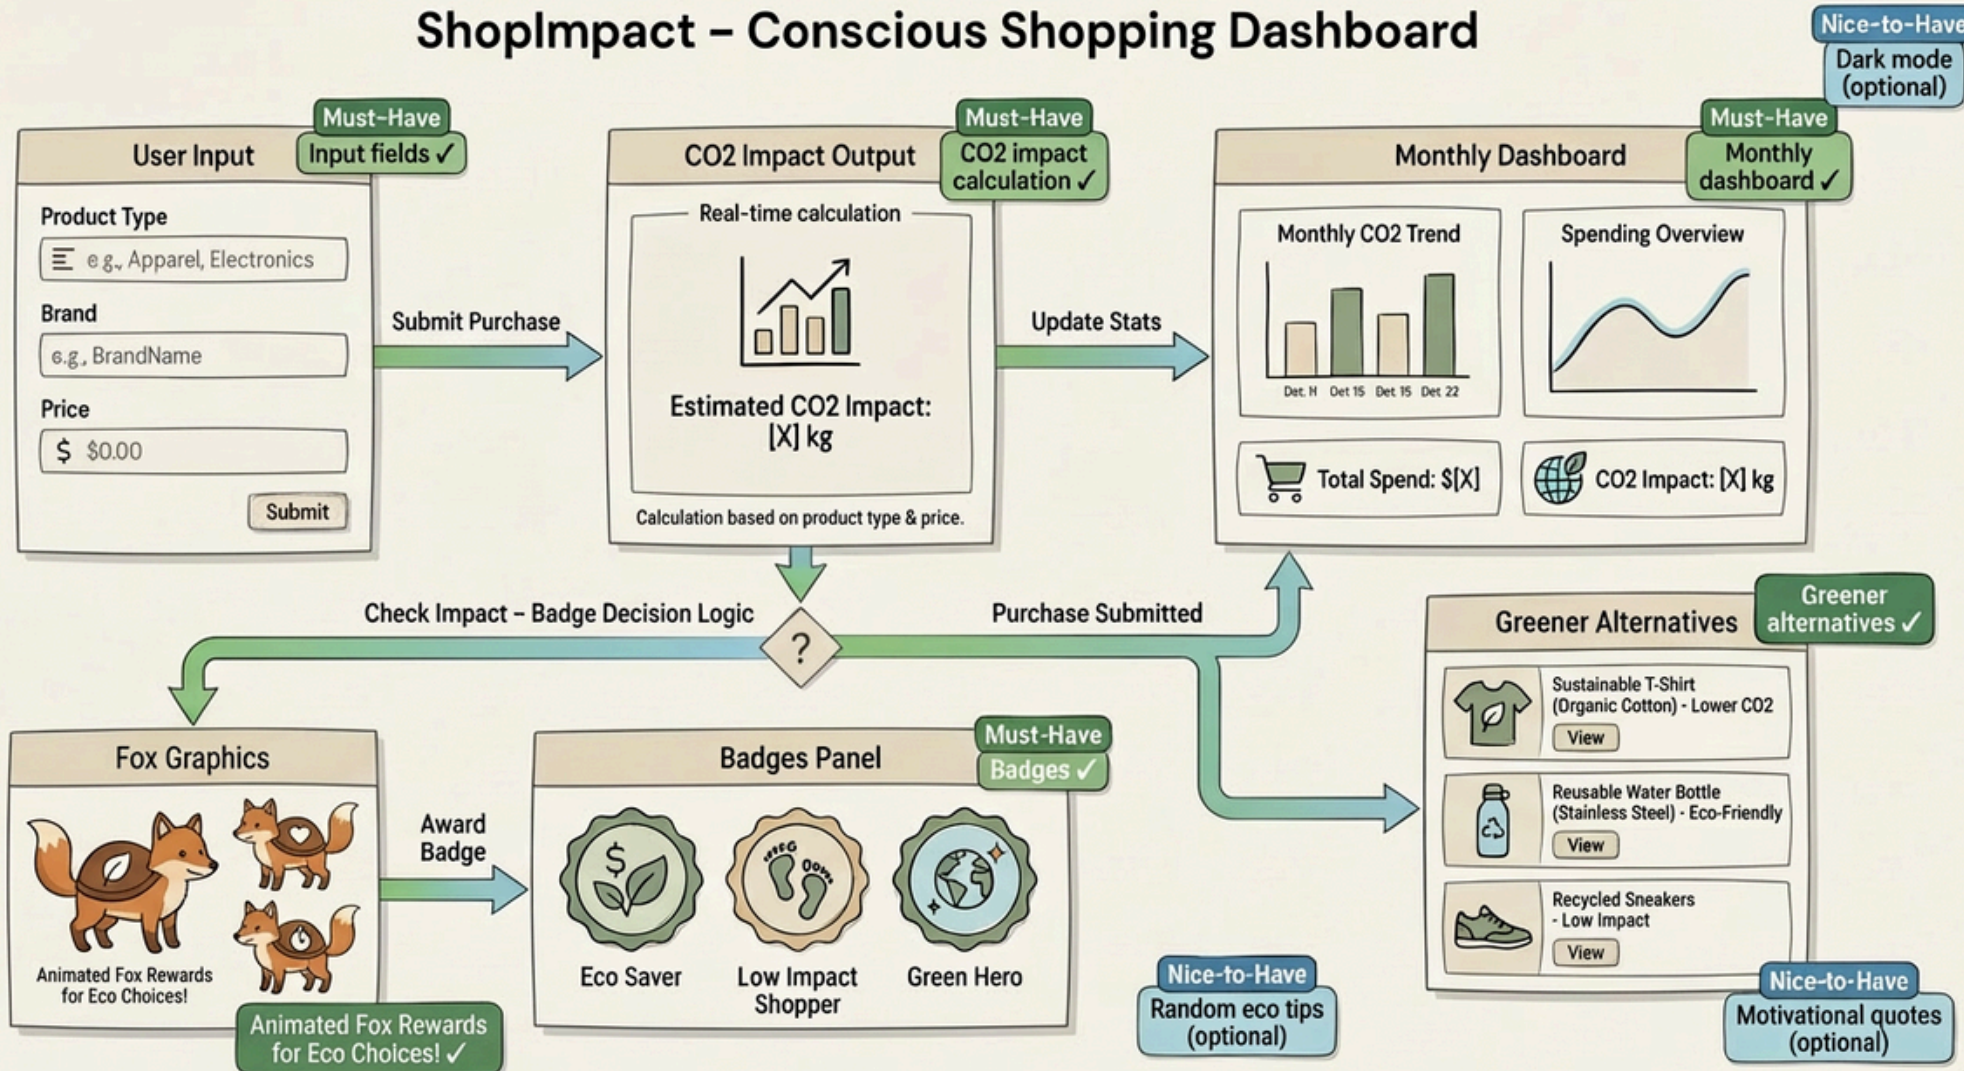 ShopImpact – Conscious Shopping Dashboard
Nice-to-Have
Dark mode
(optional)
User Input
Must-Have
Input fields ✓
Product Type
e g., Apparel, Electronics
Brand
e.g., BrandName
Price
$ $0.00
Submit
Submit Purchase
CO2 Impact Output
Must-Have
CO2 impact
calculation ✓
Real-time calculation
Estimated CO2 Impact:
[X] kg
Calculation based on product type & price.
Update Stats
Monthly Dashboard
Must-Have
Monthly
dashboard ✓
Monthly CO2 Trend
Det. N Det 15 Det 15 Det 22
Spending Overview
Total Spend: $[X]
CO2 Impact: [X] kg
Check Impact – Badge Decision Logic
?
Purchase Submitted
Greener Alternatives
Greener
alternatives ✓
Sustainable T-Shirt
(Organic Cotton) - Lower CO2
View
Reusable Water Bottle
(Stainless Steel) - Eco-Friendly
View
Recycled Sneakers
- Low Impact
View
Nice-to-Have
Motivational quotes
(optional)
Fox Graphics
Animated Fox Rewards
for Eco Choices!
Animated Fox Rewards
for Eco Choices! ✓
Award
Badge
Badges Panel
Must-Have
Badges ✓
$
Eco Saver
Low Impact
Shopper
Green Hero
Nice-to-Have
Random eco tips
(optional)